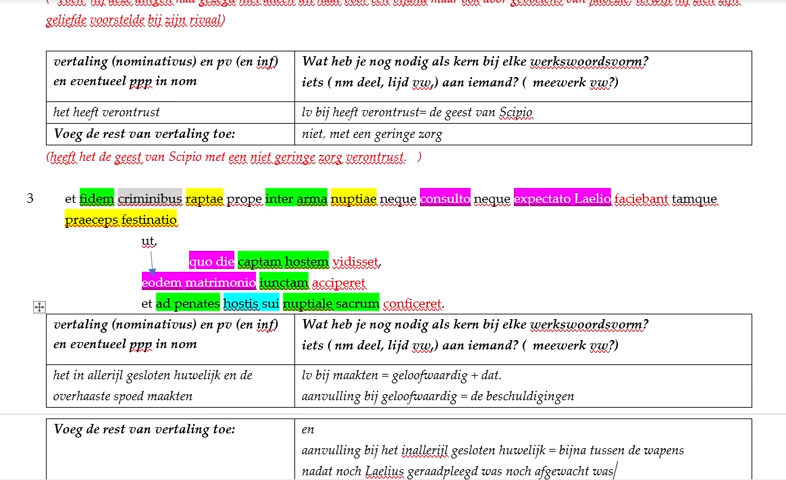 geliefde voorstelde bij zijn rivaal)
vertaling (nominativus) en pv (en inf)
en eventueel ppp in nom
Wat heb je nog nodig als kern bij elke werkswoordsvorm?
iets ( nm deel, lijd vw,) aan iemand? ( meewerk vw?)
het heeft verontrust
lv bij heeft verontrust= de geest van Scipio
Voeg de rest van vertaling toe:
niet, met een geringe zorg
(heeft het de geest van Scipio met een niet geringe zorg verontrust. )
3 et fidem criminibus raptae prope inter arma nuptiae neque consulto neque expectato Laelio faciebant tamque
praeceps festinatio
ut,
quo die captam hostem vidisset,
eodem matrimonio iunctam acciperet
et ad penates hostis sui nuptiale sacrum conficeret.
vertaling (nominativus) en pv (en inf)
en eventueel ppp in nom
Wat heb je nog nodig als kern bij elke werkswoordsvorm?
iets ( nm deel, lijd vw,) aan iemand? ( meewerk vw?)
het in allerijl gesloten huwelijk en de
overhaaste spoed maakten
lv bij maakten = geloofwaardig + dat.
aanvulling bij geloofwaardig = de beschuldigingen
Voeg de rest van vertaling toe:
en
aanvulling bij het inallerijl gesloten huwelijk = bijna tussen de wapens
nadat noch Laelius geraadpleegd was noch afgewacht was